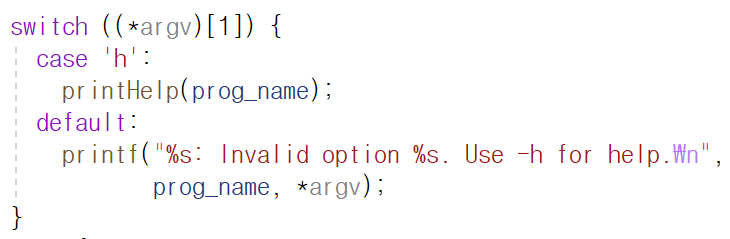 switch ((*argv)[1]) {
case 'h':
printHelp(prog_name);
default:
printf("%s: Invalid option %s. Use -h for help.₩n",
prog_name, *argv);
}